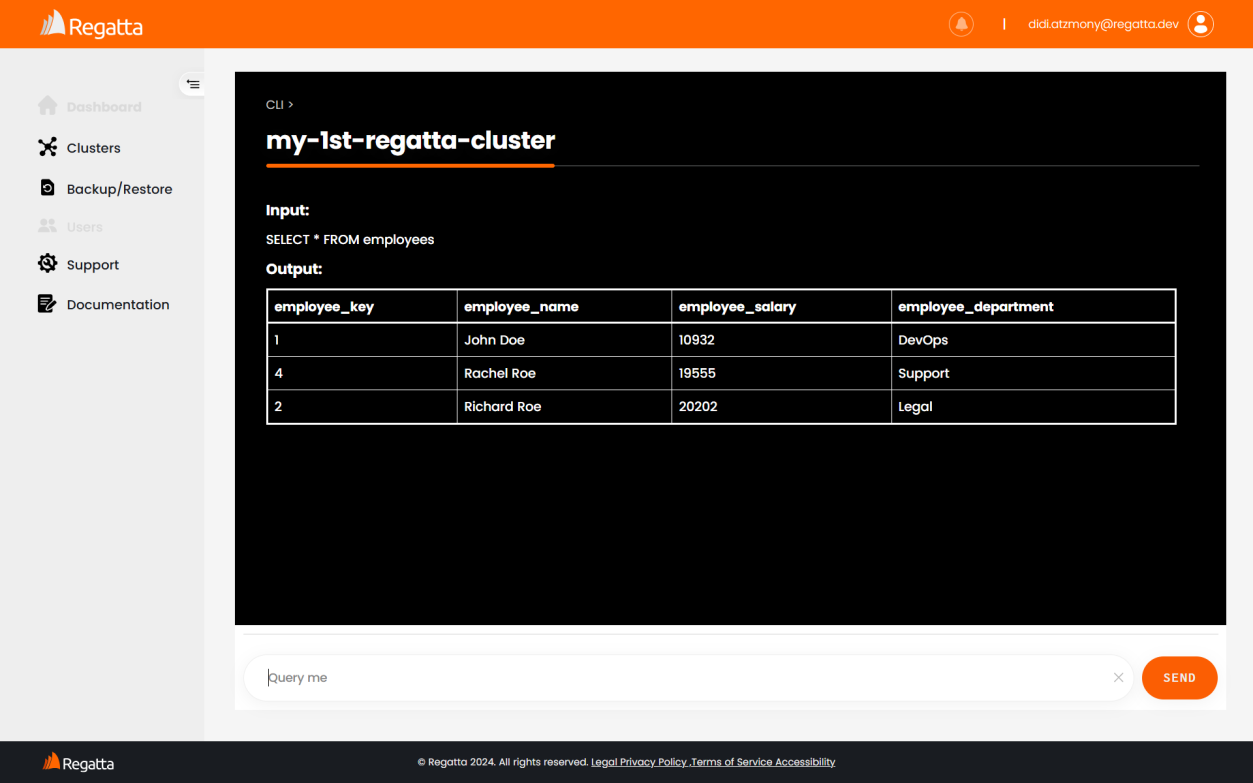 Regatta
| didi.atzmony@regatta.dev
Dashboard
Clusters
Backup/Restore
Users
Support
Documentation
CLI >
my-1st-regatta-cluster
Input:
SELECT * FROM employees
Output:
employee_key employee_name employee_salary employee_department
1 John Doe 10932 DevOps
4 Rachel Roe 19555 Support
2 Richard Roe 20202 Legal
Query me
SEND
Regatta
© Regatta 2024. All rights reserved. Legal Privacy Policy ,Terms of Service Accessibility